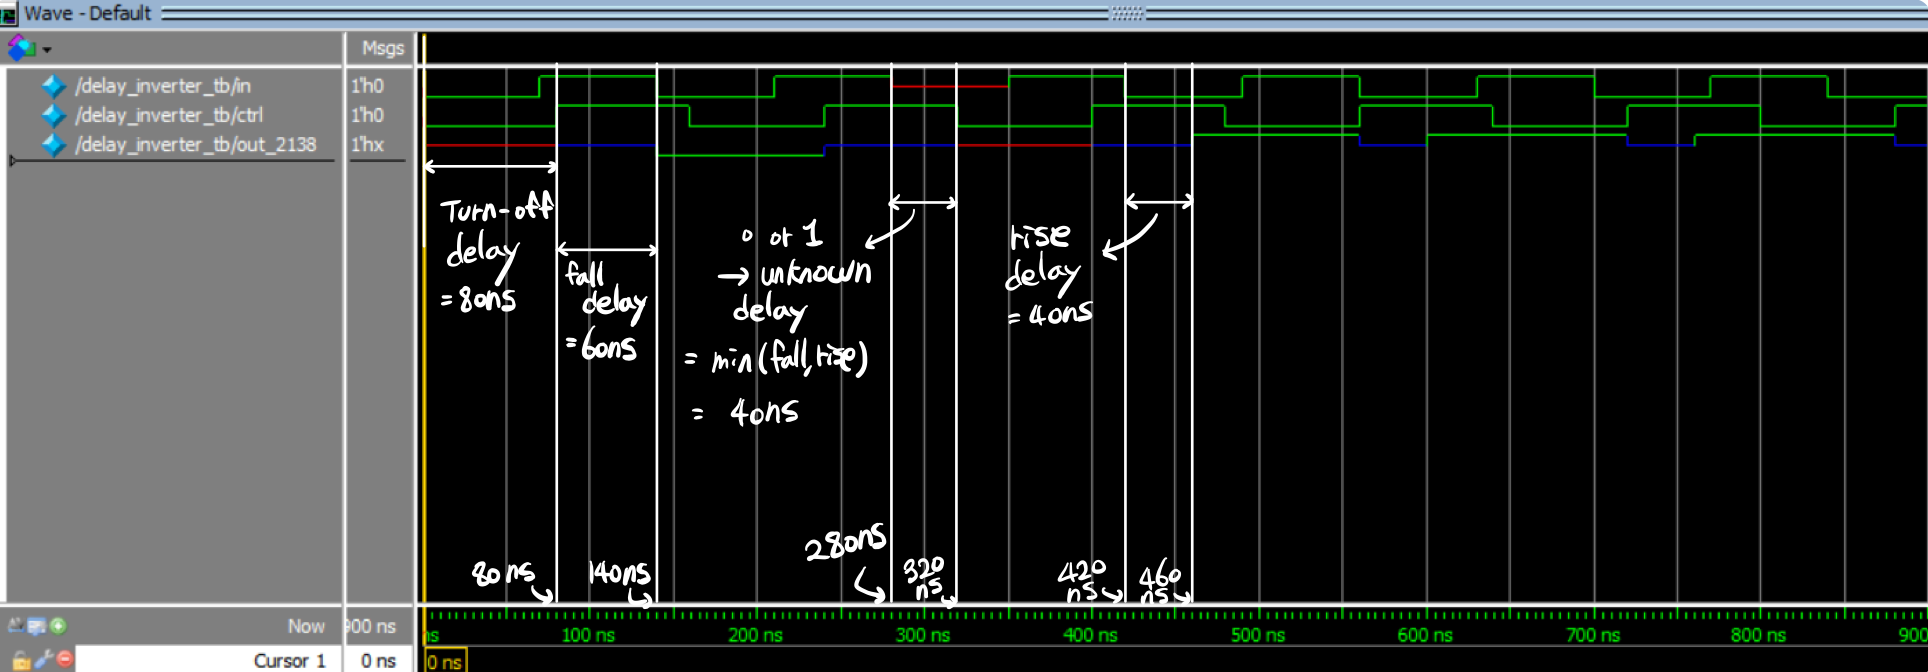 Wave - Default
Msgs
/delay_inverter_tb/in 1'h0
/delay_inverter_tb/ctrl 1'h0
/delay_inverter_tb/out_2138 1'hx
Turn-off
delay
= 80ns
fall
delay
= 60ns
0 or 1
→ unknown
delay
= min(fall, rise)
= 40ns
rise
delay
= 40ns
80ns
140ns
280ns
320
ns
420
ns
460
ns
Now 900 ns
ns 100 ns 200 ns 300 ns 400 ns 500 ns 600 ns 700 ns 800 ns 900
Cursor 1 0 ns
0 ns